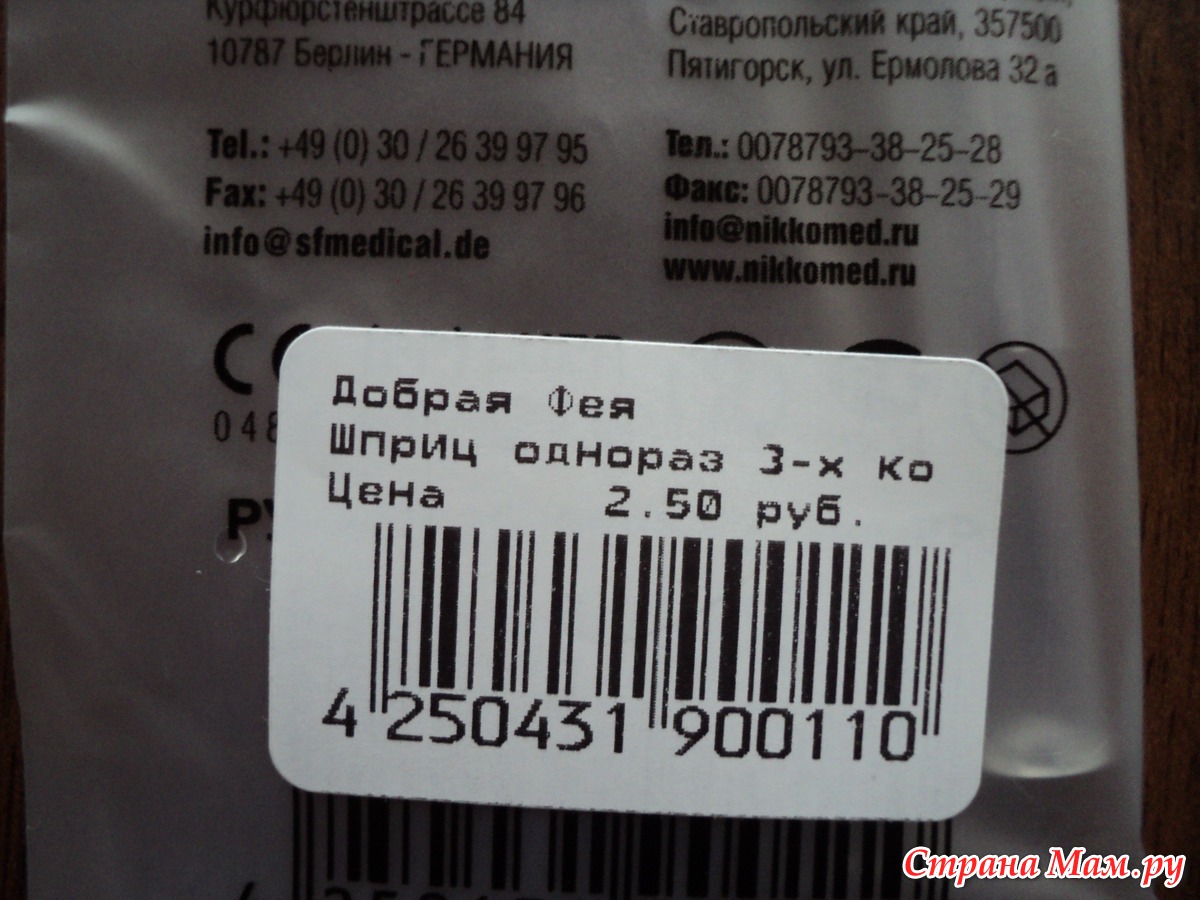 Курфюрстенштрассе 84
10787 Берлин - ГЕРМАНИЯ
Tel.: +49 (0) 30 / 26 39 97 95
Fax: +49 (0) 30 / 26 39 97 96
info@sfmedical.de
Ставропольский край, 357500
Пятигорск, ул. Ермолова 32 а
Тел.: 0078793-38-25-28
Факс: 0078793-38-25-29
info@nikkomed.ru
www.nikkomed.ru
048
Добрая Фея
Шприц однораз 3-х ко
Цена 2.50 руб.
4 250431 900110
Страна Мам.ру